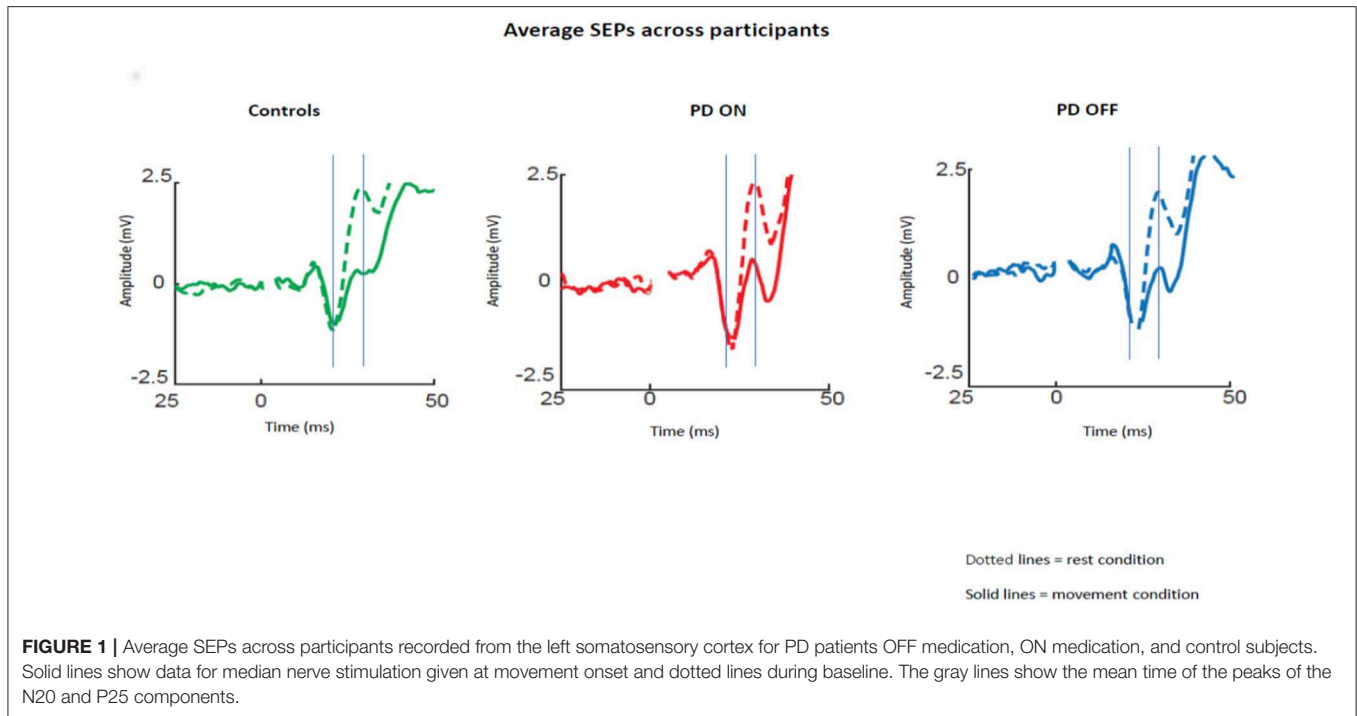 Average SEPs across participants
Controls
PD ON
PD OFF
2.5
0
-2.5
Amplitude (mV)
25 0 50
Time (ms)
2.5
0
-2.5
Amplitude (mV)
25 0 50
Time (ms)
2.5
0
-2.5
Amplitude (mV)
25 0 50
Time (ms)
Dotted lines = rest condition
Solid lines = movement condition
FIGURE 1 | Average SEPs across participants recorded from the left somatosensory cortex for PD patients OFF medication, ON medication, and control subjects.
Solid lines show data for median nerve stimulation given at movement onset and dotted lines during baseline. The gray lines show the mean time of the peaks of the
N20 and P25 components.